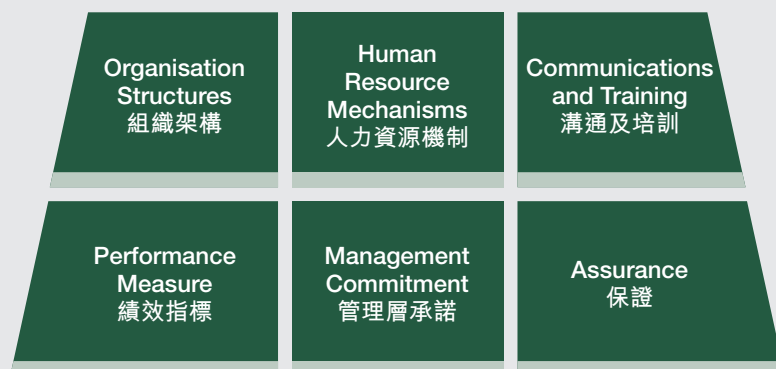 Organisation
Structures
組織架構
Human
Resource
Mechanisms
人力資源機制
Communications
and Training
溝通及培訓
Performance
Measure
績效指標
Management
Commitment
管理層承諾
Assurance
保證